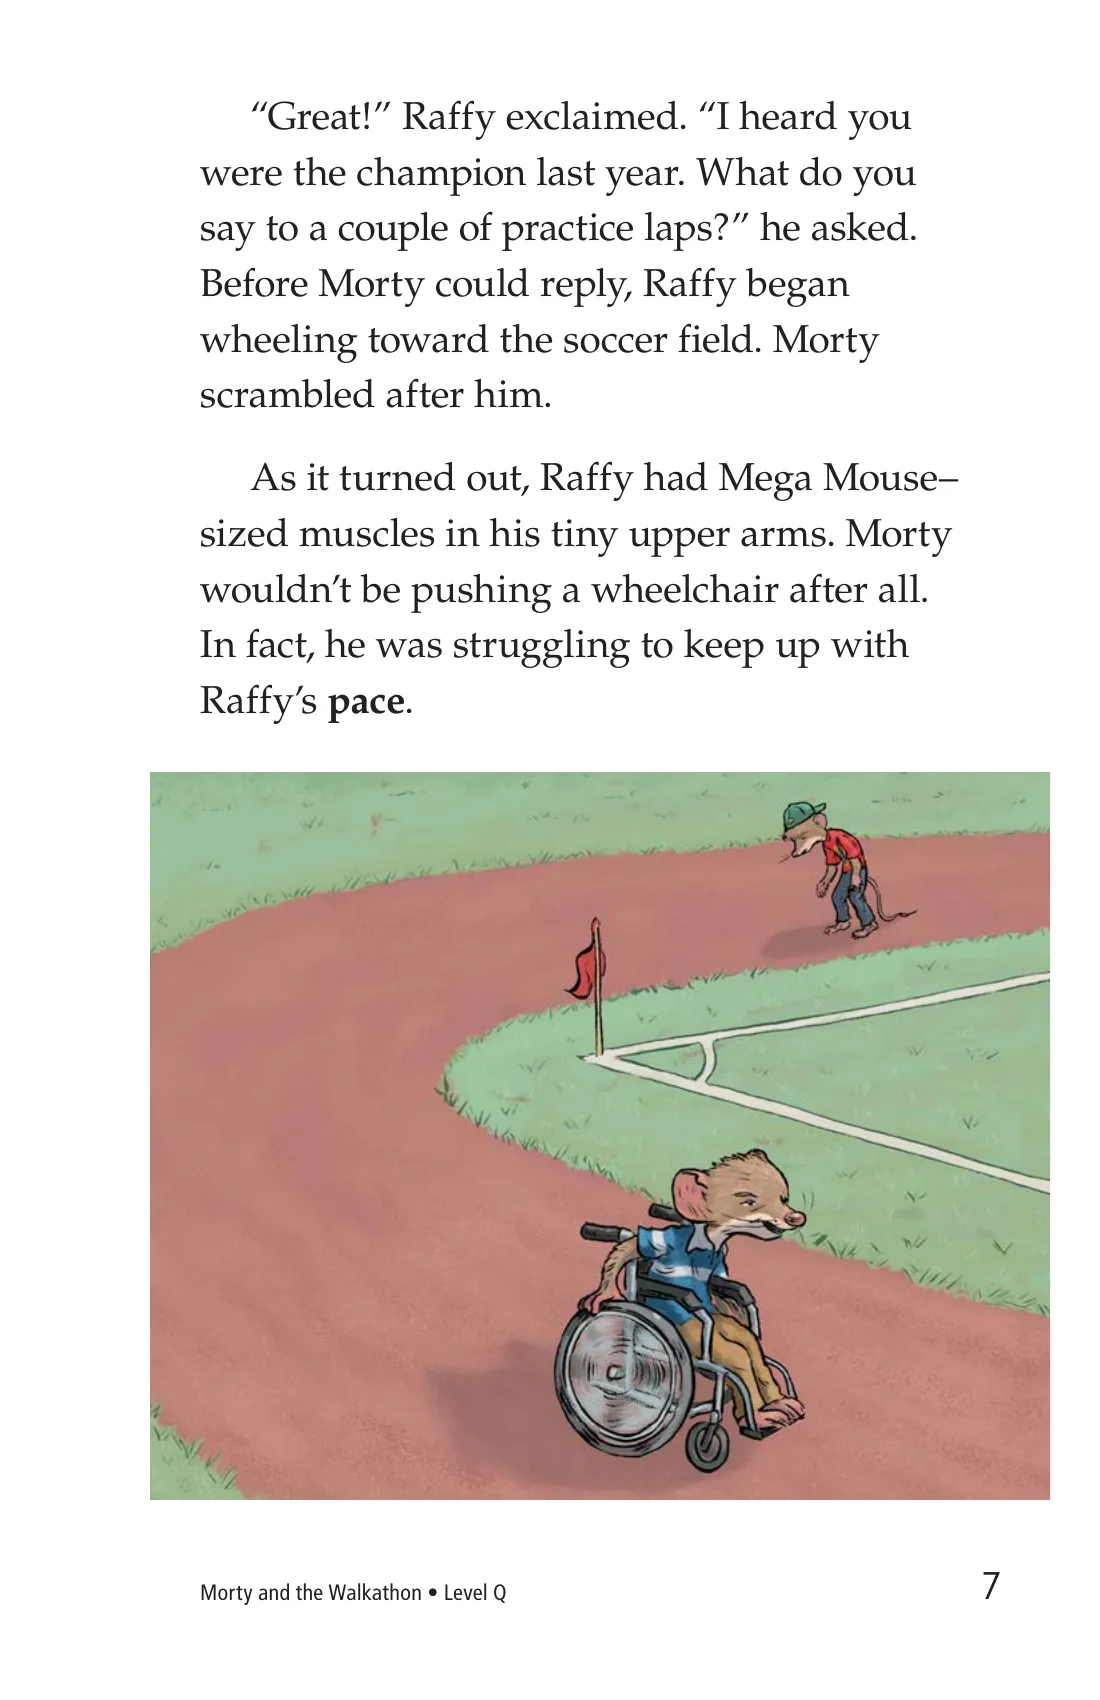 “Great!” Raffy exclaimed. “I heard you
were the champion last year. What do you
say to a couple of practice laps?” he asked.
Before Morty could reply, Raffy began
wheeling toward the soccer field. Morty
scrambled after him.
As it turned out, Raffy had Mega Mouse–
sized muscles in his tiny upper arms. Morty
wouldn’t be pushing a wheelchair after all.
In fact, he was struggling to keep up with
Raffy’s pace.
Morty and the Walkathon • Level Q
7